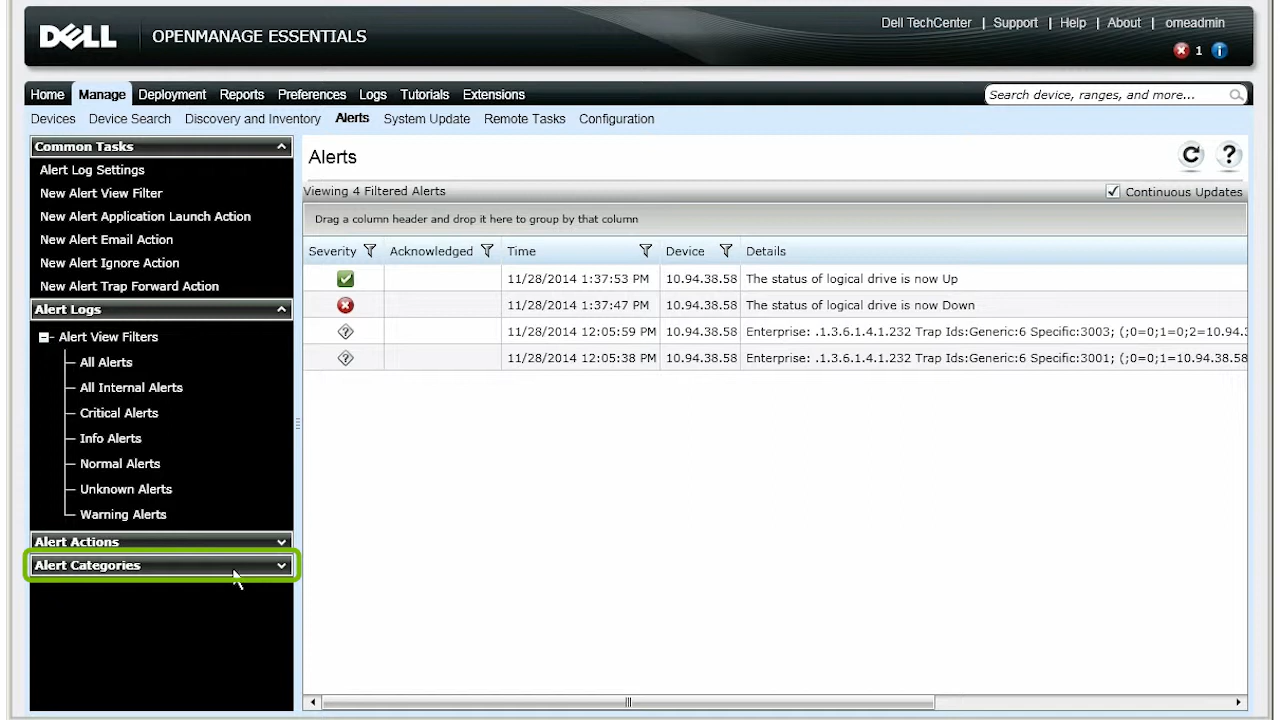 DELL OPENMANAGE ESSENTIALS
Dell TechCenter | Support | Help | About | omeadmin
1
Home Manage Deployment Reports Preferences Logs Tutorials Extensions
Search device, ranges, and more...
Devices Device Search Discovery and Inventory Alerts System Update Remote Tasks Configuration
Common Tasks
Alert Log Settings
New Alert View Filter
New Alert Application Launch Action
New Alert Email Action
New Alert Ignore Action
New Alert Trap Forward Action
Alert Logs
Alert View Filters
All Alerts
All Internal Alerts
Critical Alerts
Info Alerts
Normal Alerts
Unknown Alerts
Warning Alerts
Alert Actions
Alert Categories
Alerts
Viewing 4 Filtered Alerts
Continuous Updates
Drag a column header and drop it here to group by that column
Severity Acknowledged Time Device Details
11/28/2014 1:37:53 PM 10.94.38.58 The status of logical drive is now Up
11/28/2014 1:37:47 PM 10.94.38.58 The status of logical drive is now Down
11/28/2014 12:05:59 PM 10.94.38.58 Enterprise: .1.3.6.1.4.1.232 Trap Ids:Generic:6 Specific:3003; (;0=0;1=0;2=10.94.3
11/28/2014 12:05:38 PM 10.94.38.58 Enterprise: .1.3.6.1.4.1.232 Trap Ids:Generic:6 Specific:3001; (;0=0;1=10.94.38.58